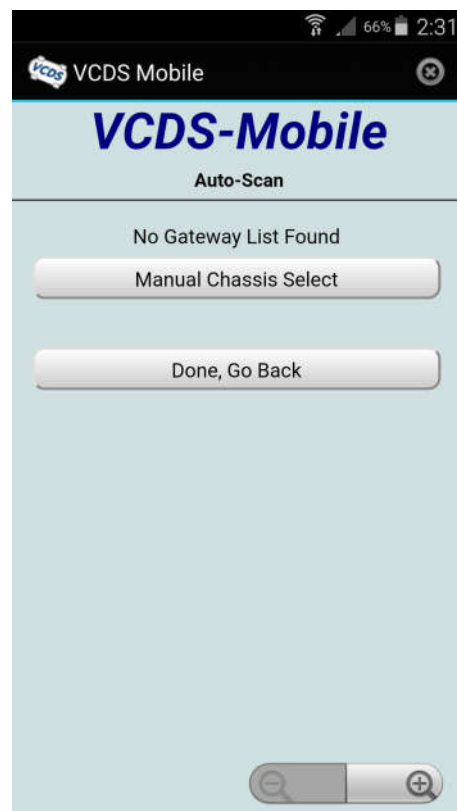 66% 2:31
VCDS VCDS Mobile
VCDS-Mobile
Auto-Scan
No Gateway List Found
Manual Chassis Select
Done, Go Back